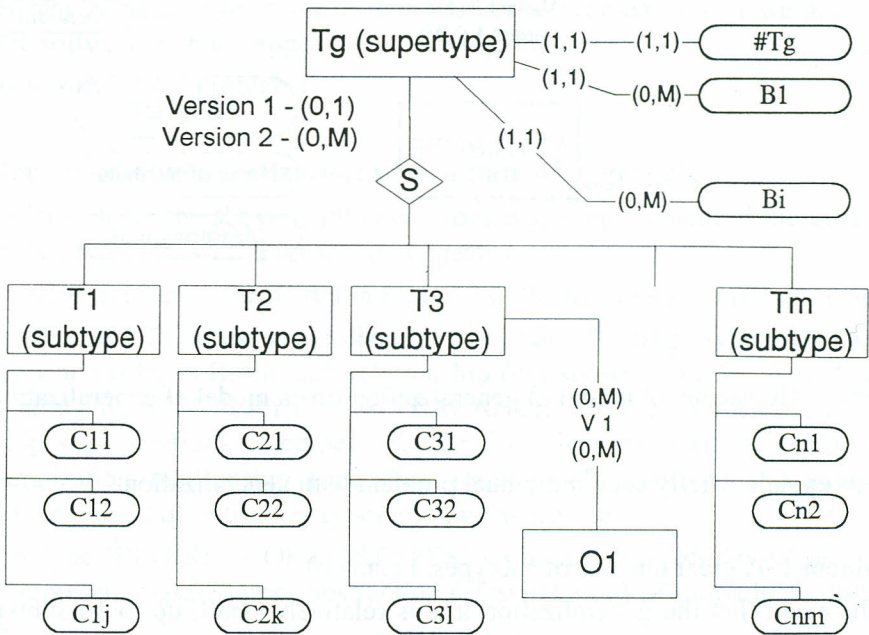 Tg (supertype)
(1,1)
(1,1)
#Tg
(1,1)
(0,M)
B1
Version 1 - (0,1)
Version 2 - (0,M)
(1,1)
S
(0,M)
Bi
T1
(subtype)
T2
(subtype)
T3
(subtype)
Tm
(subtype)
(0,M)
V 1
(0,M)
C11
C21
C31
Cn1
C12
C22
C32
Cn2
O1
C1j
C2k
C3l
Cnm